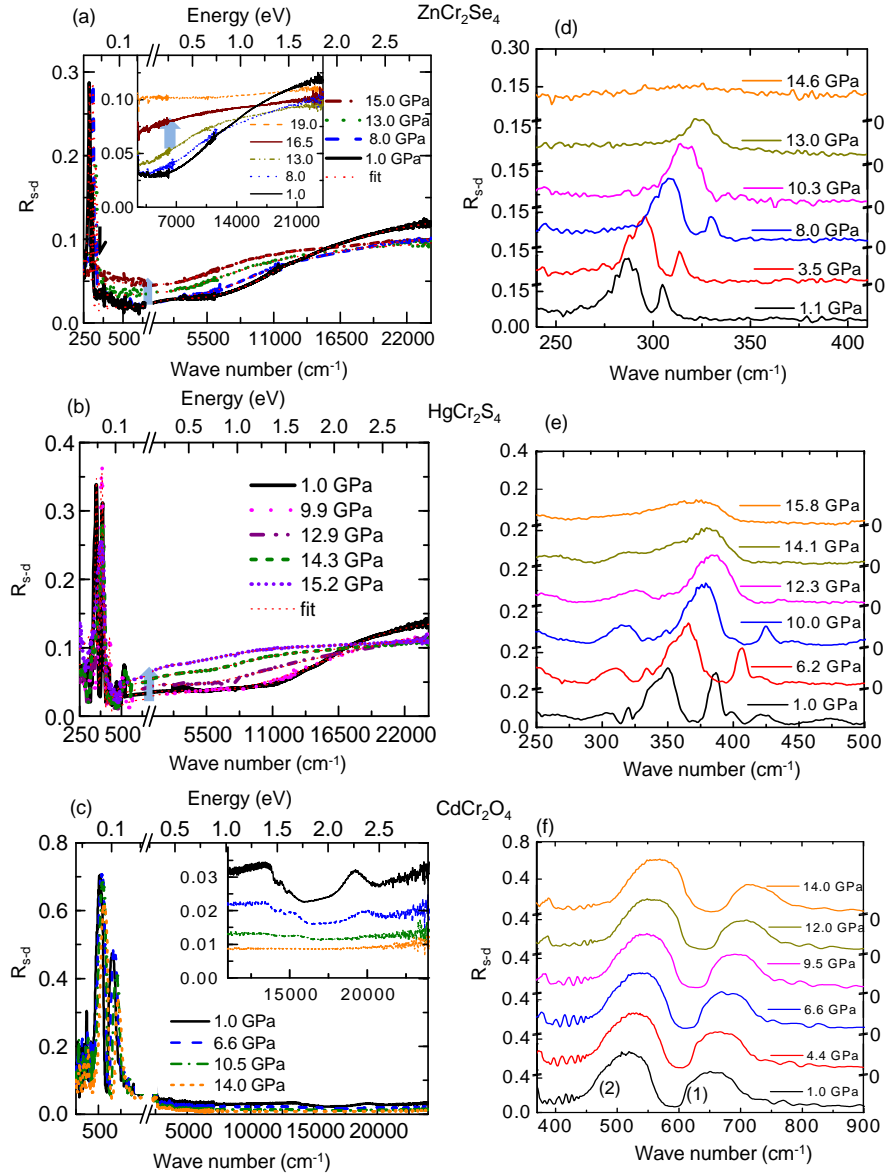 Energy (eV)
ZnCr2Se4
(a)
0.1 0.0 0.5 1.0 1.5 2.0 2.5
0.3
0.2
0.1
0.0
Rs-d
0.10
0.05
0.00
7000 14000 21000
19.0
16.5
13.0
8.0
1.0
15.0 GPa
13.0 GPa
8.0 GPa
1.0 GPa
fit
250 500 5500 11000 16500 22000
Wave number (cm-1)
(d)
0.30
0.15
0.15
0.15
0.15
0.15
0.15
0.00
Rs-d
14.6 GPa
0
13.0 GPa
0
10.3 GPa
0
8.0 GPa
0
3.5 GPa
0
1.1 GPa
250 300 350 400
Wave number (cm-1)
Energy (eV)
HgCr2S4
(b)
0.1 0.0 0.5 1.0 1.5 2.0 2.5
0.4
0.3
0.2
0.1
0.0
Rs-d
1.0 GPa
9.9 GPa
12.9 GPa
14.3 GPa
15.2 GPa
fit
250 500 5500 11000 16500 22000
Wave number (cm-1)
(e)
0.4
0.2
0.2
0.2
0.2
0.2
0.2
0.0
Rs-d
15.8 GPa
0
14.1 GPa
0
12.3 GPa
0
10.0 GPa
0
6.2 GPa
0
1.0 GPa
250 300 350 400 450 500
Wave number (cm-1)
Energy (eV)
CdCr2O4
(c)
0.1 0.5 1.0 1.5 2.0 2.5
0.8
0.6
0.4
0.2
0.0
Rs-d
0.03
0.02
0.01
0.00
15000 20000
1.0 GPa
6.6 GPa
10.5 GPa
14.0 GPa
500 5000 10000 15000 20000
Wave number (cm-1)
(f)
0.8
0.4
0.4
0.4
0.4
0.4
0.4
0.0
Rs-d
14.0 GPa
0
12.0 GPa
0
9.5 GPa
0
6.6 GPa
0
4.4 GPa
0
1.0 GPa
(2) (1)
400 500 600 700 800 900
Wave number (cm-1)